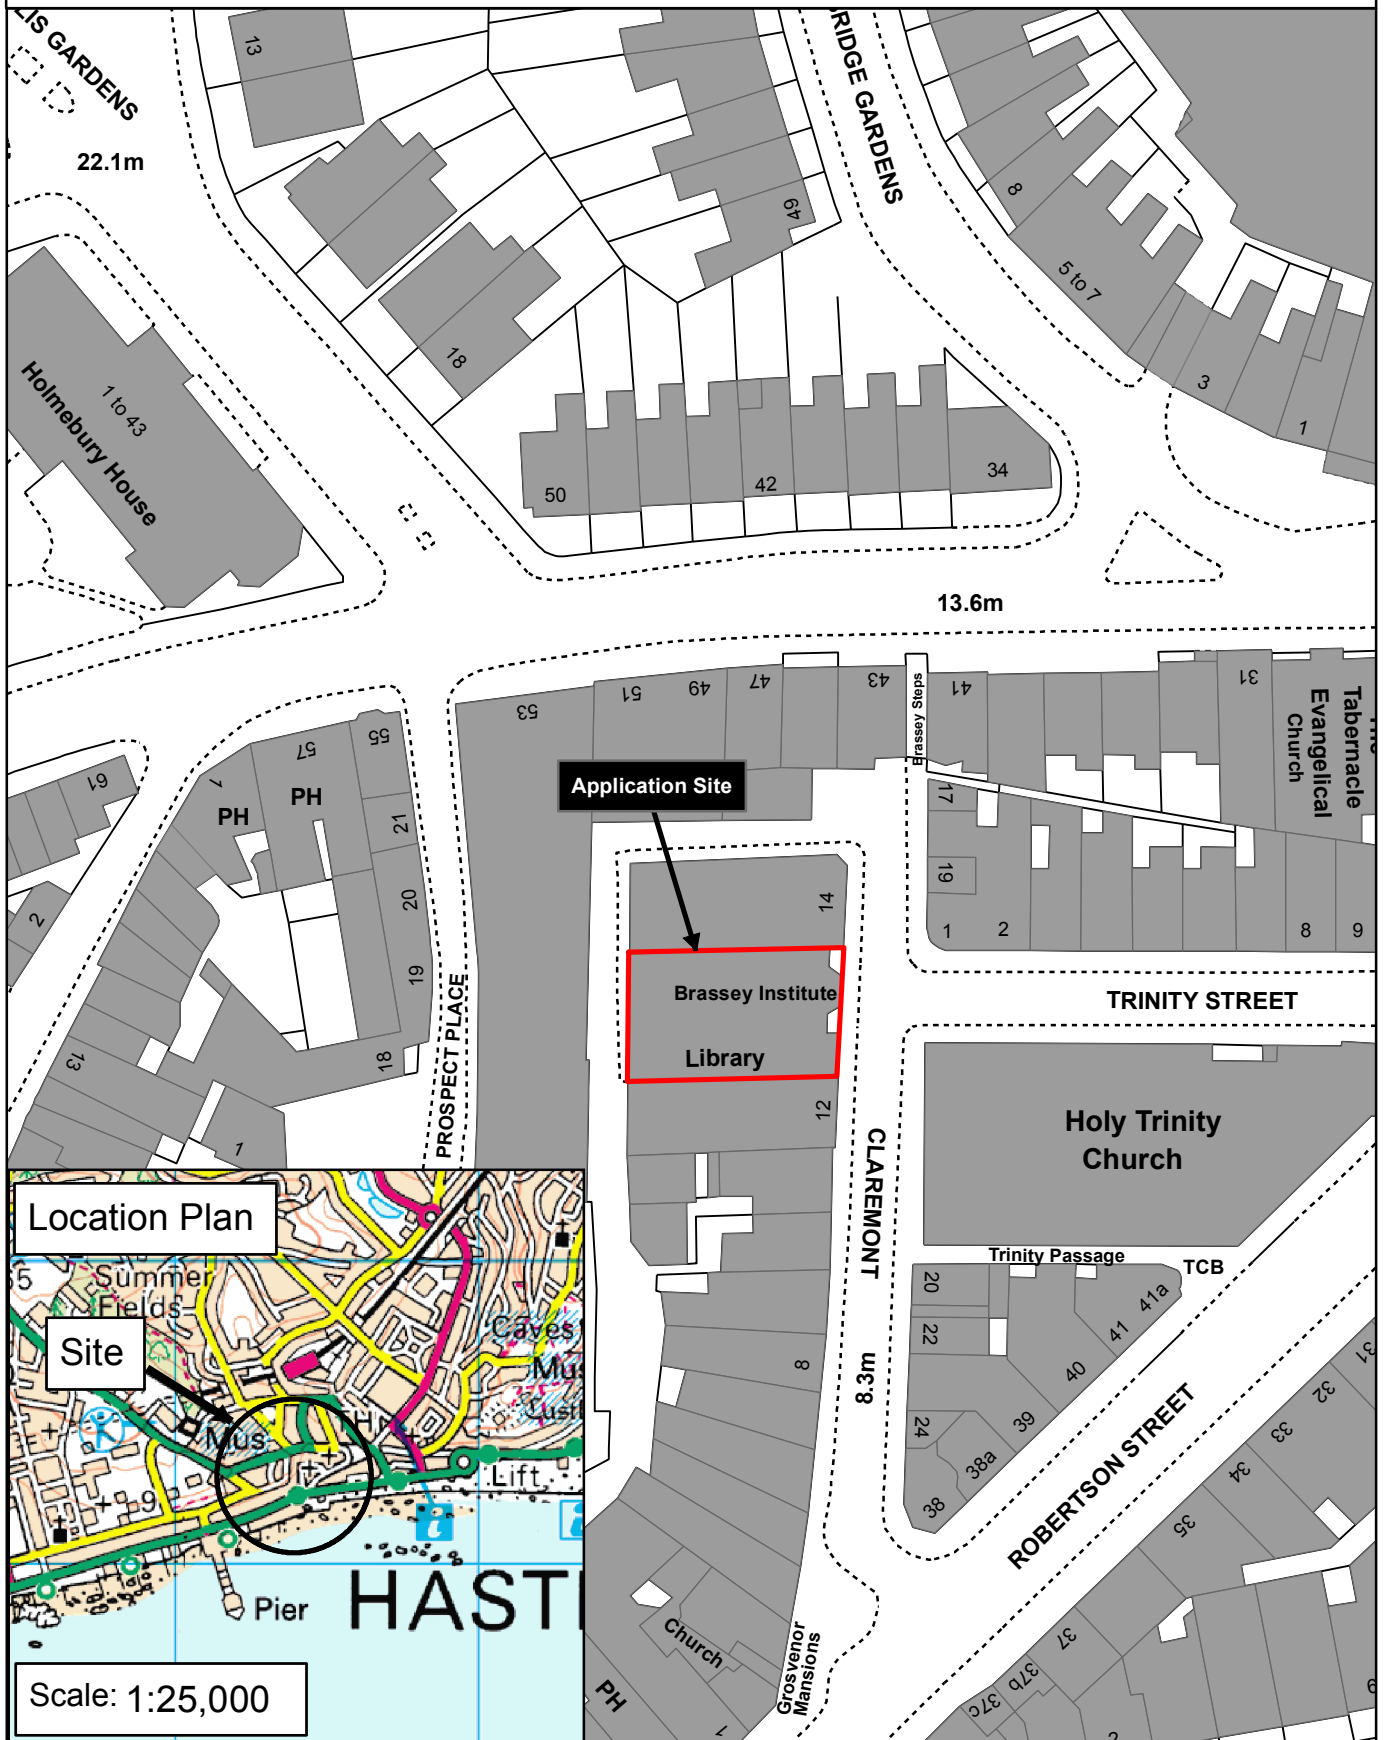 LIS GARDENS
13
22.1m
RIDGE GARDENS
49
8
5 to 7
3
1
18
Holmebury House
1 to 43
50
42
34
13.6m
53
51
49
47
43
Brassey Steps
41
31
Tabernacle
Evangelical
Church
61
57
55
PH
PH
21
20
19
18
2
13
1
PROSPECT PLACE
Application Site
14
Brassey Institute
Library
12
17
19
1
2
8
9
TRINITY STREET
Holy Trinity
Church
CLAREMONT
8.3m
Trinity Passage
TCB
20
22
24
38
38a
39
40
41
41a
8
ROBERTSON STREET
31
32
33
34
35
37
37b
37c
Church
PH
1
Grosvenor
Mansions
Location Plan
Summer
Fields
Site
Mus
Caves
Lift
9
Pier
HASTI
Scale: 1:25,000